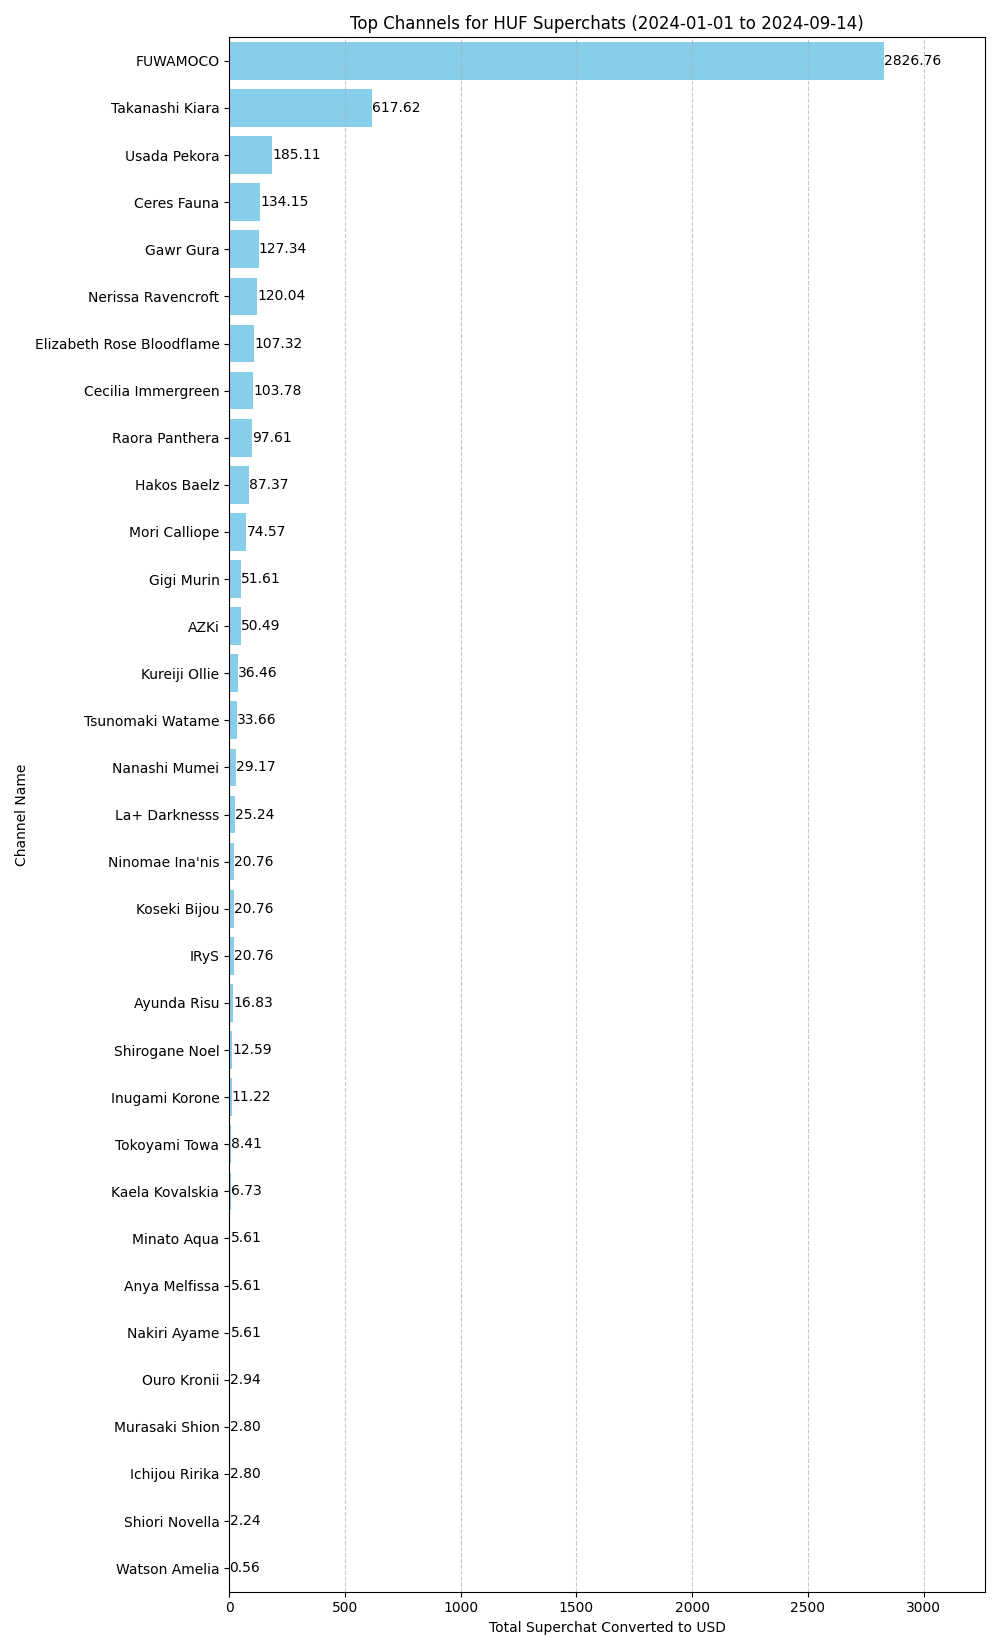 Top Channels for HUF Superchats (2024-01-01 to 2024-09-14)
FUWAMOCO 2826.76
Takanashi Kiara 617.62
Usada Pekora 185.11
Ceres Fauna 134.15
Gawr Gura 127.34
Nerissa Ravencroft 120.04
Elizabeth Rose Bloodflame 107.32
Cecilia Immergreen 103.78
Raora Panthera 97.61
Hakos Baelz 87.37
Mori Calliope 74.57
Gigi Murin 51.61
AZKi 50.49
Kureiji Ollie 36.46
Tsunomaki Watame 33.66
Nanashi Mumei 29.17
La+ Darknesss 25.24
Ninomae Ina'nis 20.76
Koseki Bijou 20.76
IRyS 20.76
Ayunda Risu 16.83
Shirogane Noel 12.59
Inugami Korone 11.22
Tokoyami Towa 8.41
Kaela Kovalskia 6.73
Minato Aqua 5.61
Anya Melfissa 5.61
Nakiri Ayame 5.61
Ouro Kronii 2.94
Murasaki Shion 2.80
Ichijou Ririka 2.80
Shiori Novella 2.24
Watson Amelia 0.56
Channel Name
0 500 1000 1500 2000 2500 3000
Total Superchat Converted to USD